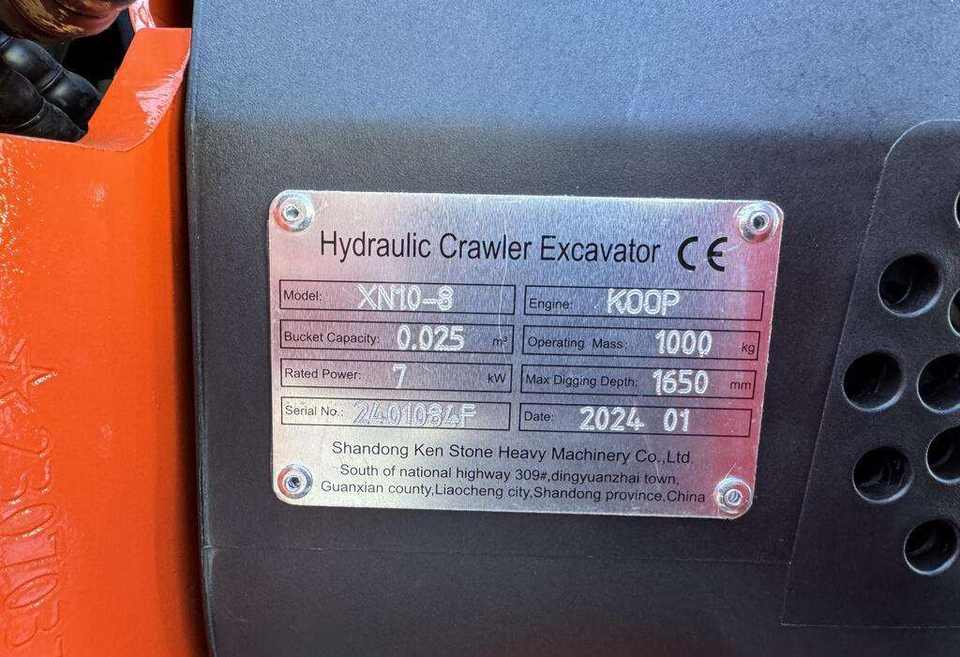 Hydraulic Crawler Excavator CE
Model: XN10-8 Engine: KOOP
Bucket Capacity: 0.025 m³ Operating Mass: 1000 kg
Rated Power: 7 kW Max Digging Depth: 1650 mm
Serial No.: 2401084F Date: 2024 01
Shandong Ken Stone Heavy Machinery Co.,Ltd.
South of national highway 309#,dingyuanzhai town,
Guanxian county,Liaocheng city,Shandong province,China